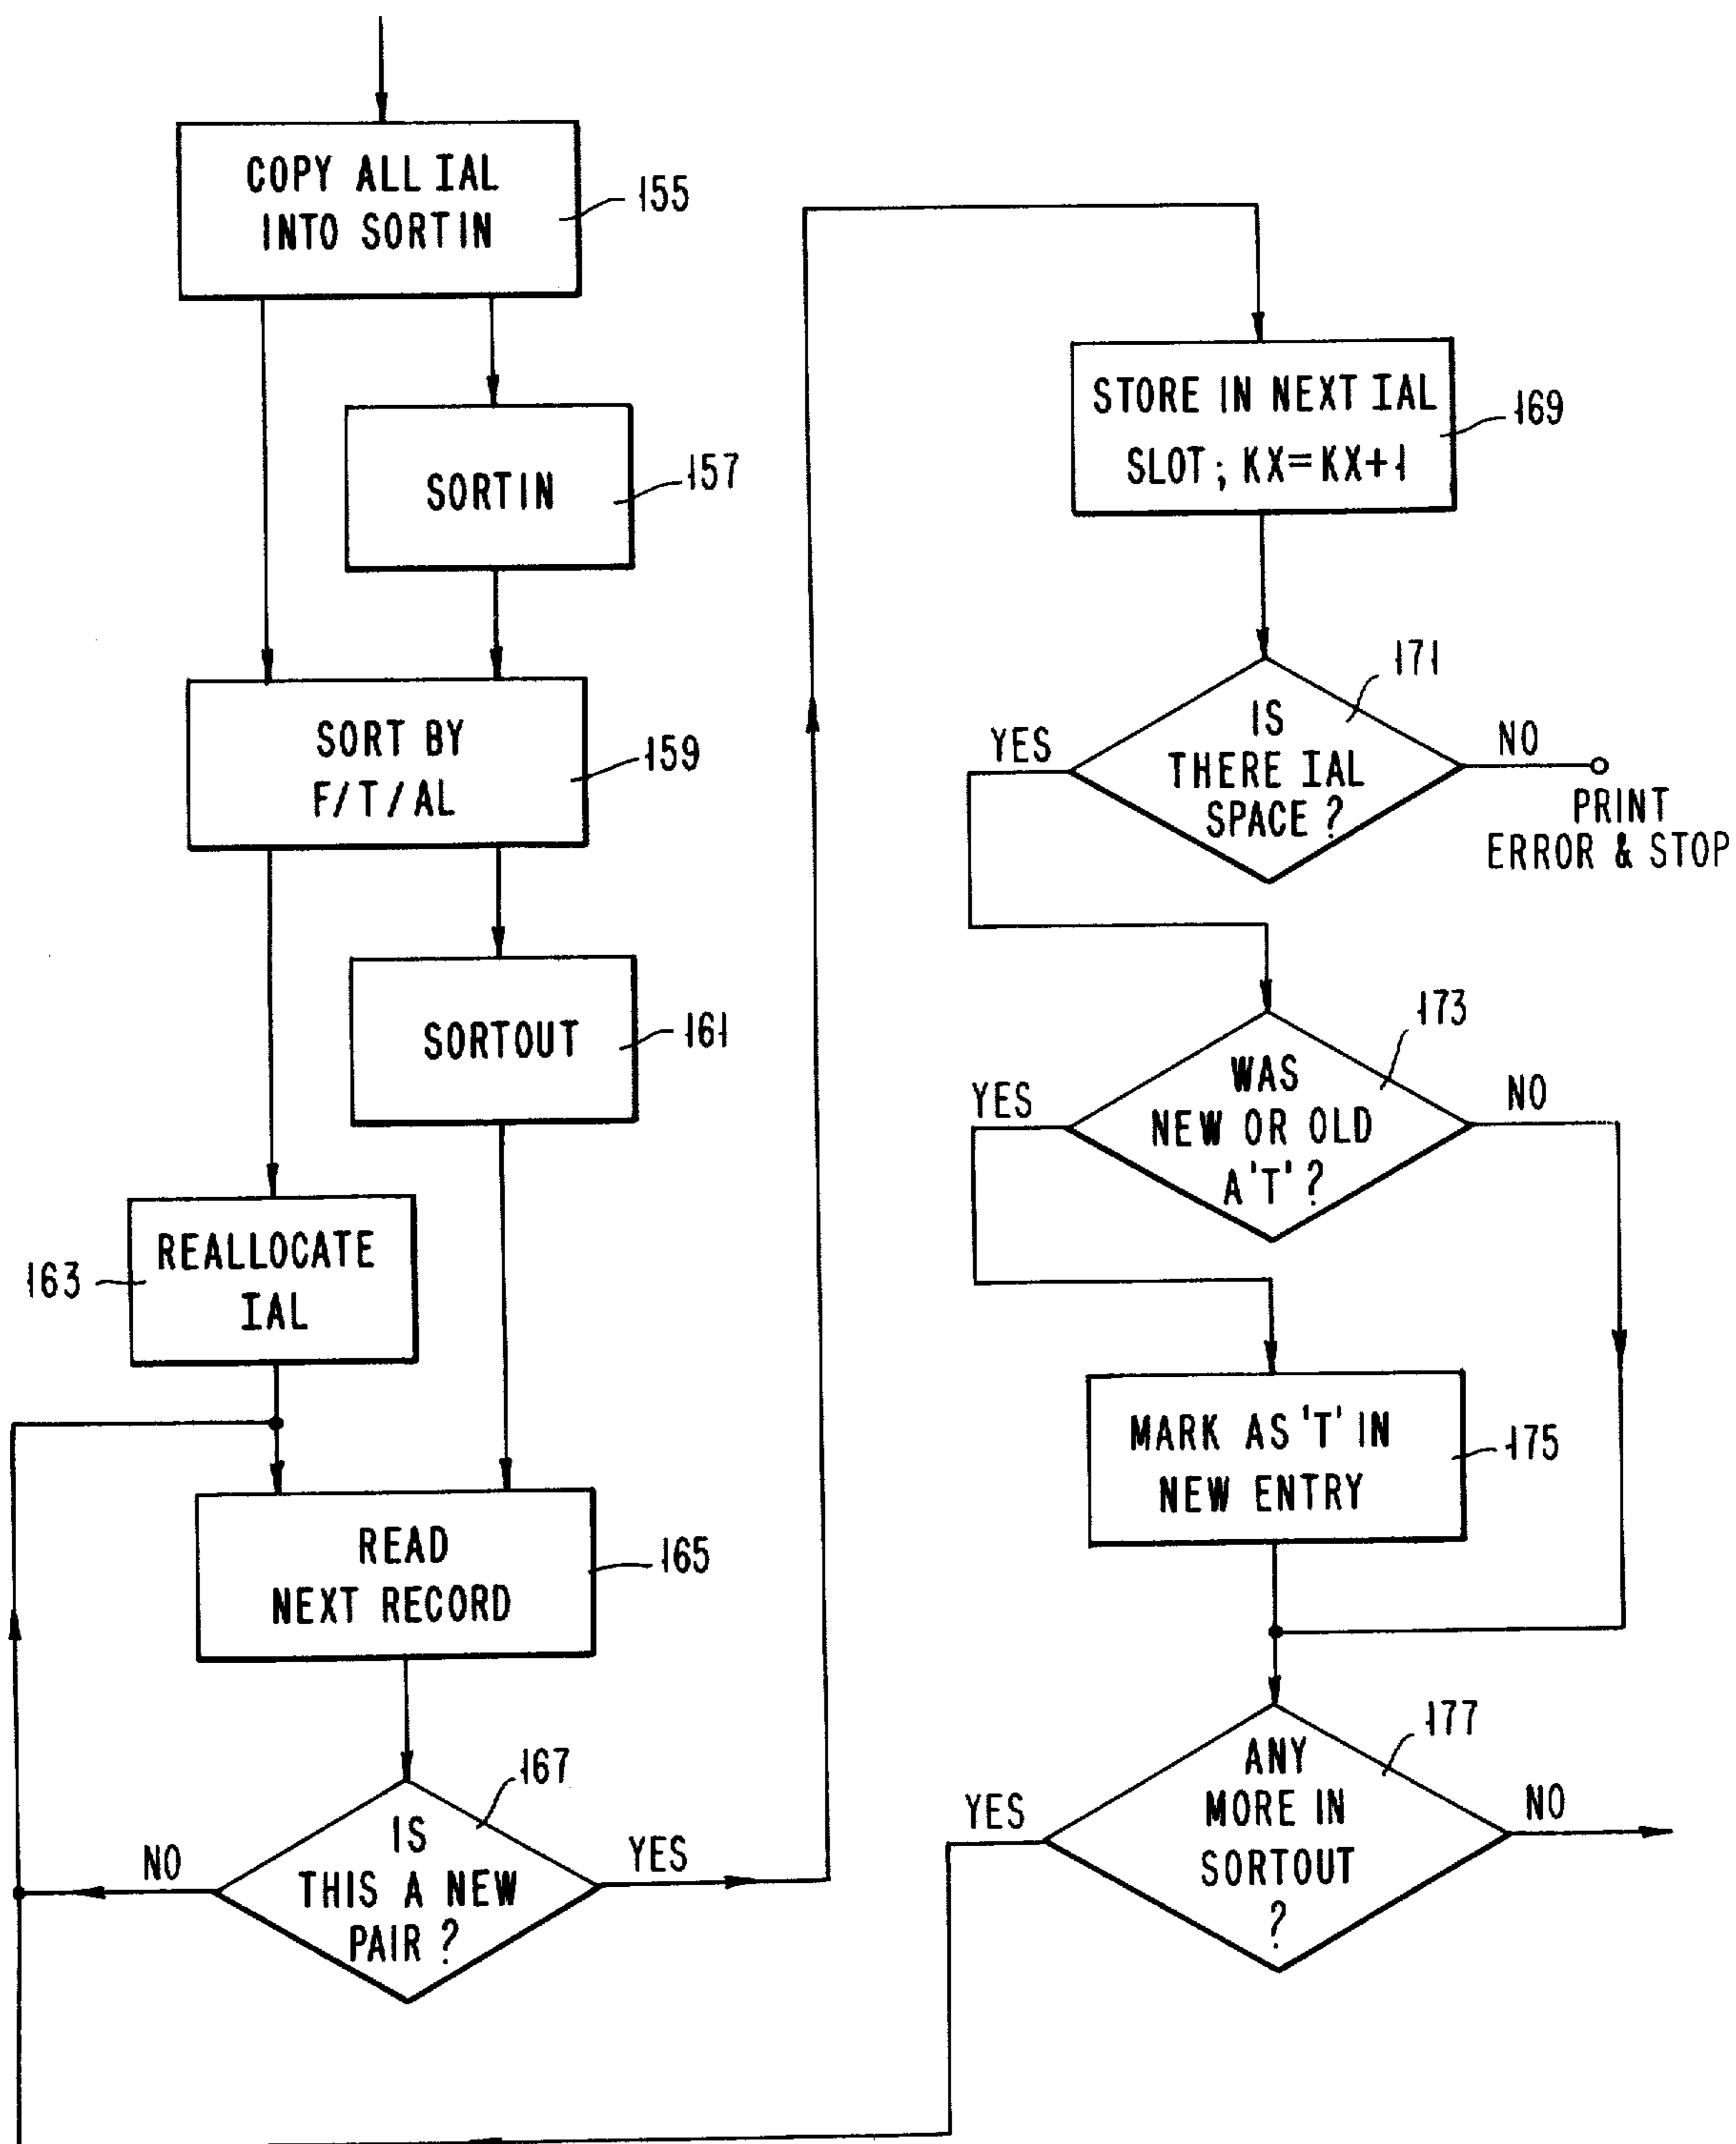 COPY ALL IAL
INTO SORTIN
155
SORTIN
157
SORT BY
F/T/AL
159
SORTOUT
161
REALLOCATE
IAL
163
READ
NEXT RECORD
165
IS
THIS A NEW
PAIR?
167
NO
YES
STORE IN NEXT IAL
SLOT; KX=KX+1
169
IS
THERE IAL
SPACE?
171
YES
NO
PRINT
ERROR & STOP
WAS
NEW OR OLD
A 'T'?
173
YES
NO
MARK AS 'T' IN
NEW ENTRY
175
ANY
MORE IN
SORTOUT
?
177
YES
NO